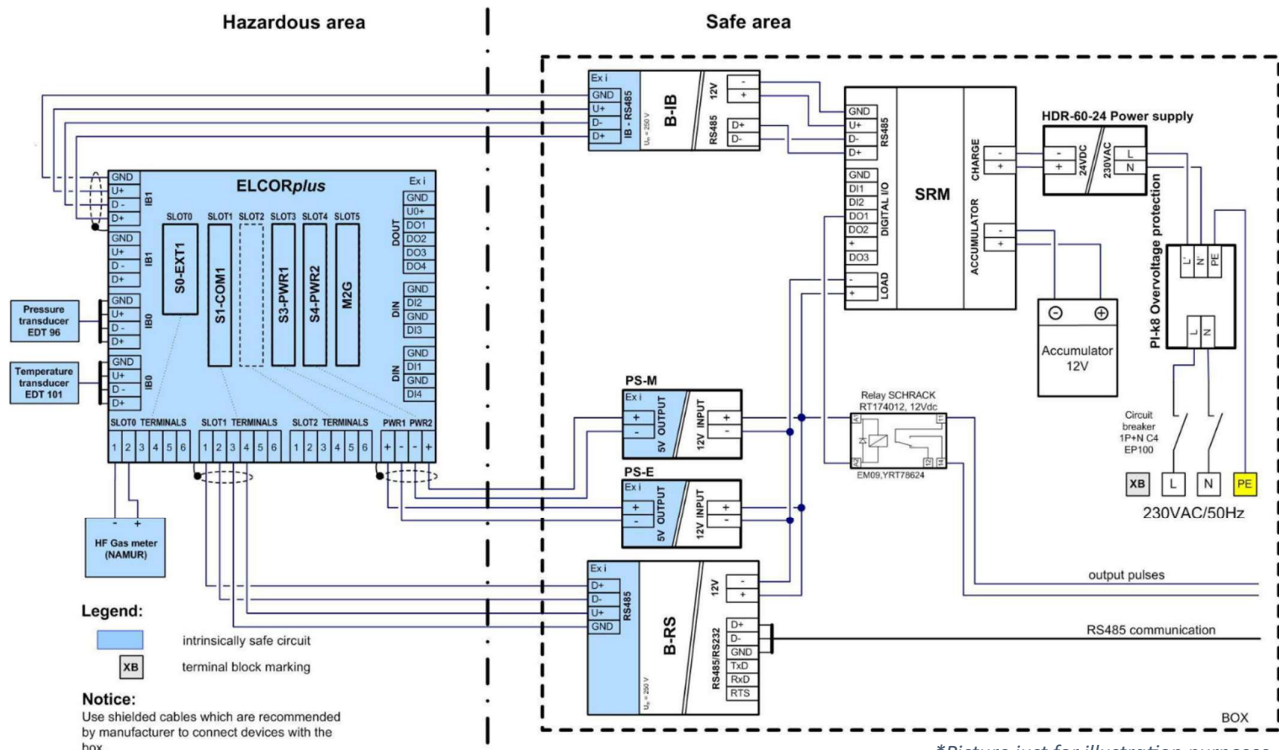 Hazardous area
Safe area
Ex i
GND
U+
D-
D+
IB - RS485
Um = 250 V
B-IB
12V
-
+
RS485
D+
D-
GND
U+
D-
D+
RS485
GND
DI1
DI2
DO1
DO2
+
DO3
DIGITAL I/O
-
+
LOAD
SRM
CHARGE
-
+
ACCUMULATOR
-
+
HDR-60-24 Power supply
-
+
24VDC
230VAC
L
N
PI-k8 Overvoltage protection
L'
N'
PE
L
N
Accumulator
12V
Circuit
breaker
1P+N C4
EP100
XB
L
N
PE
230VAC/50Hz
ELCORplus
Ex i
GND
U+
D -
D+
IB1
GND
U+
D -
D+
IB1
GND
U+
D -
D+
IB0
GND
U+
D -
D+
IB0
SLOT0
SLOT1
SLOT2
SLOT3
SLOT4
SLOT5
S0-EXT1
S1-COM1
S3-PWR1
S4-PWR2
M2G
DOUT
GND
U0+
DO1
DO2
DO3
DO4
DIN
GND
DI2
GND
DI3
DIN
GND
DI1
GND
DI4
Pressure
transducer
EDT 96
Temperature
transducer
EDT 101
SLOT0 TERMINALS
SLOT1 TERMINALS
SLOT2 TERMINALS
PWR1 PWR2
1 2 3 4 5 6
1 2 3 4 5 6
1 2 3 4 5 6
+ - - +
- +
HF Gas meter
(NAMUR)
PS-M
Ex i
+
-
5V OUTPUT
12V INPUT
+
-
PS-E
Ex i
+
-
5V OUTPUT
12V INPUT
+
-
Relay SCHRACK
RT174012, 12Vdc
A1
A2
11
12
14
EM09,YRT78624
Ex i
D+
D-
U+
GND
RS485
Um = 250 V
B-RS
12V
-
+
RS485/RS232
D+
D-
GND
TxD
RxD
RTS
output pulses
RS485 communication
BOX
Legend:
intrinsically safe circuit
XB
terminal block marking
Notice:
Use shielded cables which are recommended
by manufacturer to connect devices with the
box
*Picture just for illustration purposes